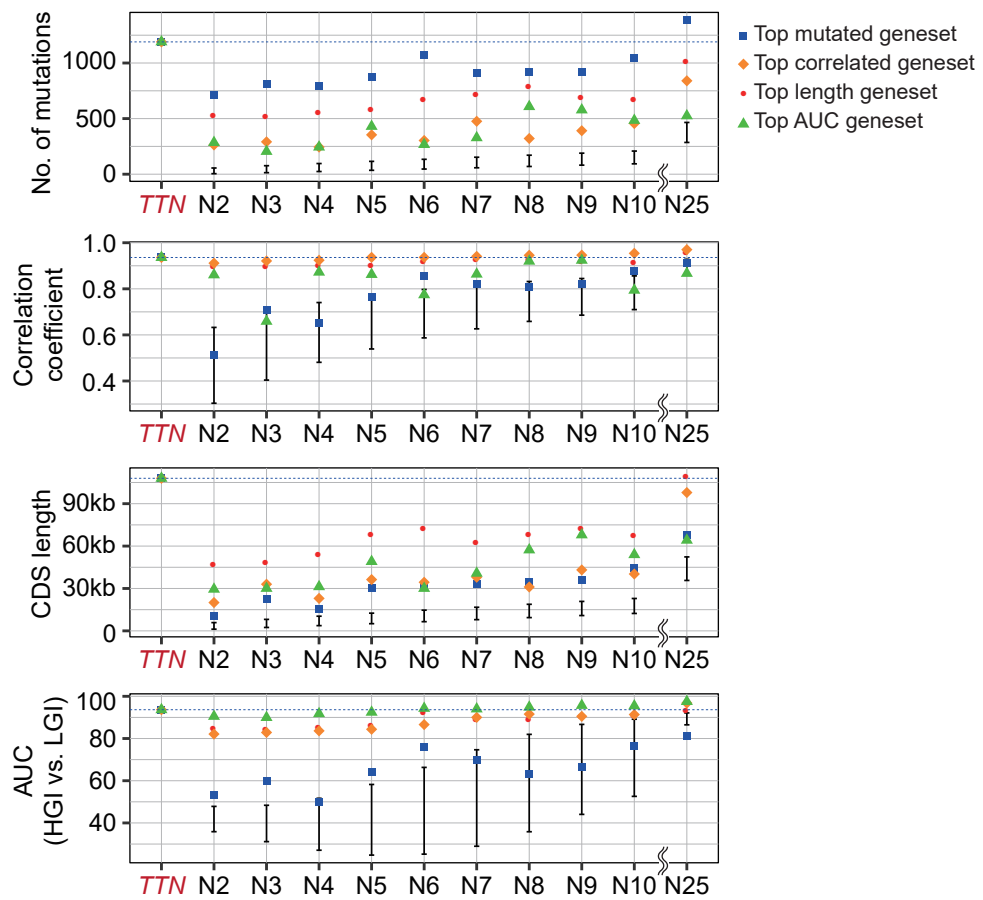 No. of mutations
1000
500
0
TTN N2 N3 N4 N5 N6 N7 N8 N9 N10 N25
Top mutated geneset
Top correlated geneset
Top length geneset
Top AUC geneset
Correlation
coefficient
1.0
0.8
0.6
0.4
TTN N2 N3 N4 N5 N6 N7 N8 N9 N10 N25
CDS length
90kb
60kb
30kb
0
TTN N2 N3 N4 N5 N6 N7 N8 N9 N10 N25
AUC
(HGI vs. LGI)
100
80
60
40
TTN N2 N3 N4 N5 N6 N7 N8 N9 N10 N25